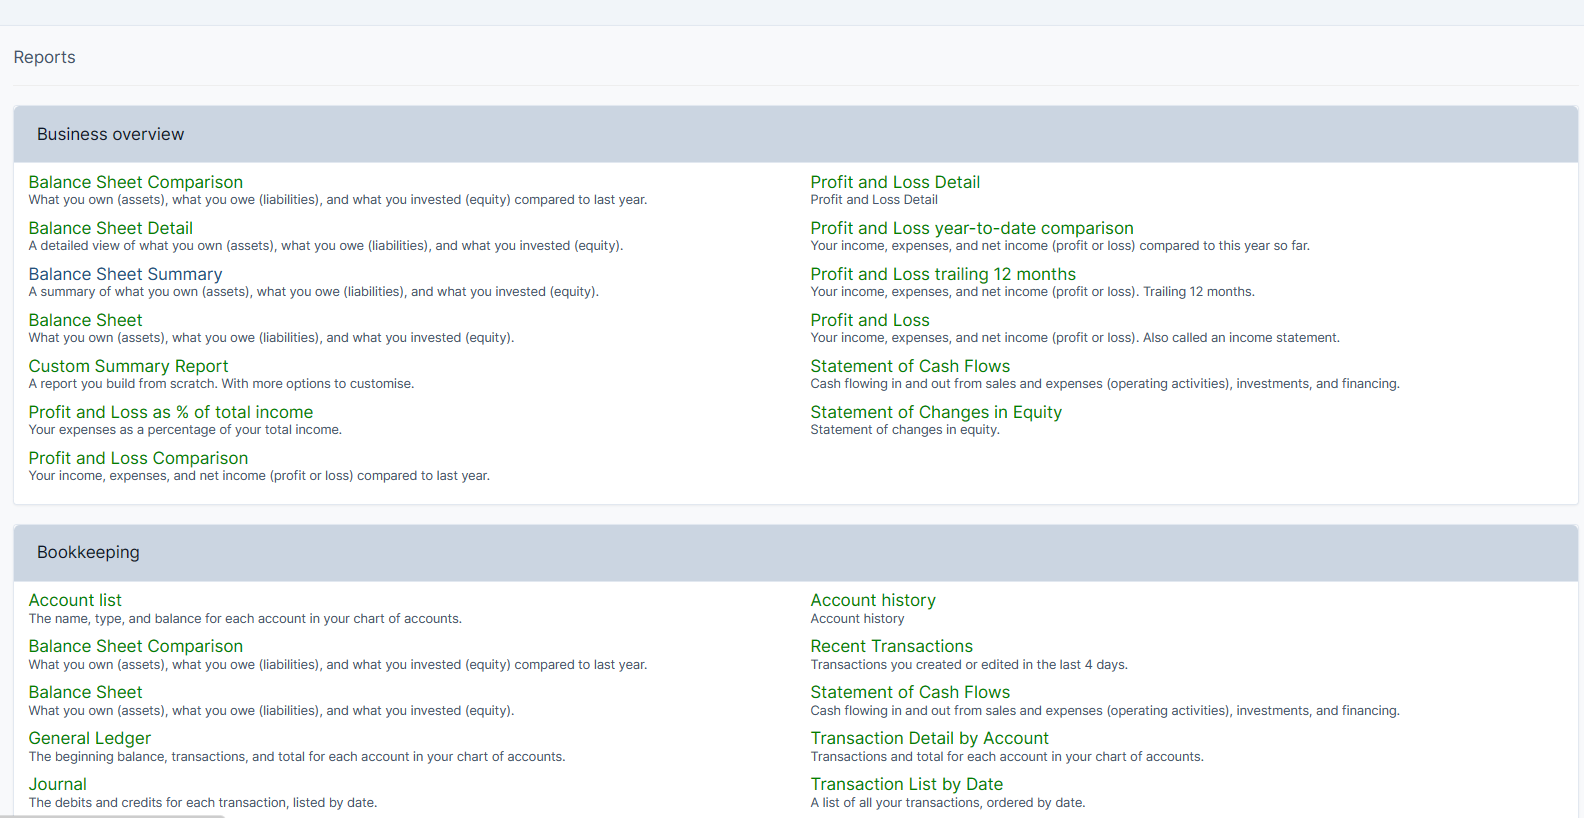 Reports
Business overview
Balance Sheet Comparison
What you own (assets), what you owe (liabilities), and what you invested (equity) compared to last year.
Balance Sheet Detail
A detailed view of what you own (assets), what you owe (liabilities), and what you invested (equity).
Balance Sheet Summary
A summary of what you own (assets), what you owe (liabilities), and what you invested (equity).
Balance Sheet
What you own (assets), what you owe (liabilities), and what you invested (equity).
Custom Summary Report
A report you build from scratch. With more options to customise.
Profit and Loss as % of total income
Your expenses as a percentage of your total income.
Profit and Loss Comparison
Your income, expenses, and net income (profit or loss) compared to last year.
Profit and Loss Detail
Profit and Loss Detail
Profit and Loss year-to-date comparison
Your income, expenses, and net income (profit or loss) compared to this year so far.
Profit and Loss trailing 12 months
Your income, expenses, and net income (profit or loss). Trailing 12 months.
Profit and Loss
Your income, expenses, and net income (profit or loss). Also called an income statement.
Statement of Cash Flows
Cash flowing in and out from sales and expenses (operating activities), investments, and financing.
Statement of Changes in Equity
Statement of changes in equity.
Bookkeeping
Account list
The name, type, and balance for each account in your chart of accounts.
Balance Sheet Comparison
What you own (assets), what you owe (liabilities), and what you invested (equity) compared to last year.
Balance Sheet
What you own (assets), what you owe (liabilities), and what you invested (equity).
General Ledger
The beginning balance, transactions, and total for each account in your chart of accounts.
Journal
The debits and credits for each transaction, listed by date.
Account history
Account history
Recent Transactions
Transactions you created or edited in the last 4 days.
Statement of Cash Flows
Cash flowing in and out from sales and expenses (operating activities), investments, and financing.
Transaction Detail by Account
Transactions and total for each account in your chart of accounts.
Transaction List by Date
A list of all your transactions, ordered by date.